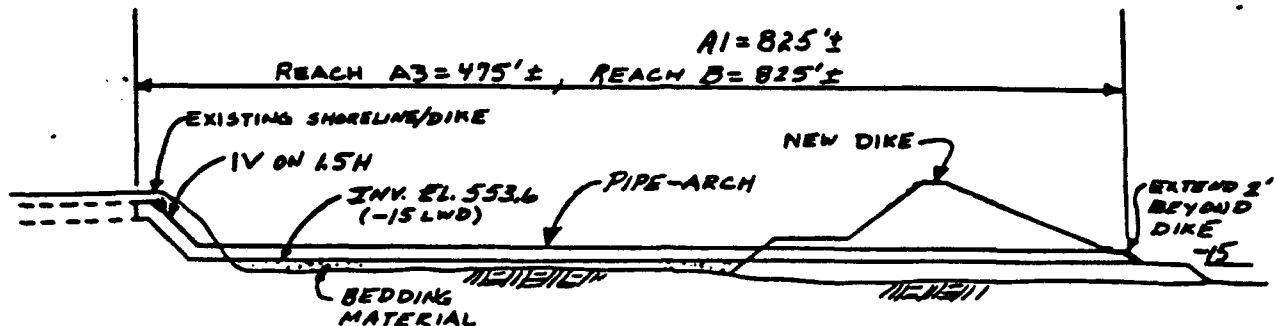 A1 = 825'±
REACH A3 = 475'±, REACH B = 825'±
EXISTING SHORELINE/DIKE
1V ON 1.5H
INV. EL. 553.6
(-15 LWD)
PIPE-ARCH
NEW DIKE
EXTEND 2'
BEYOND
DIKE
-15
BEDDING
MATERIAL